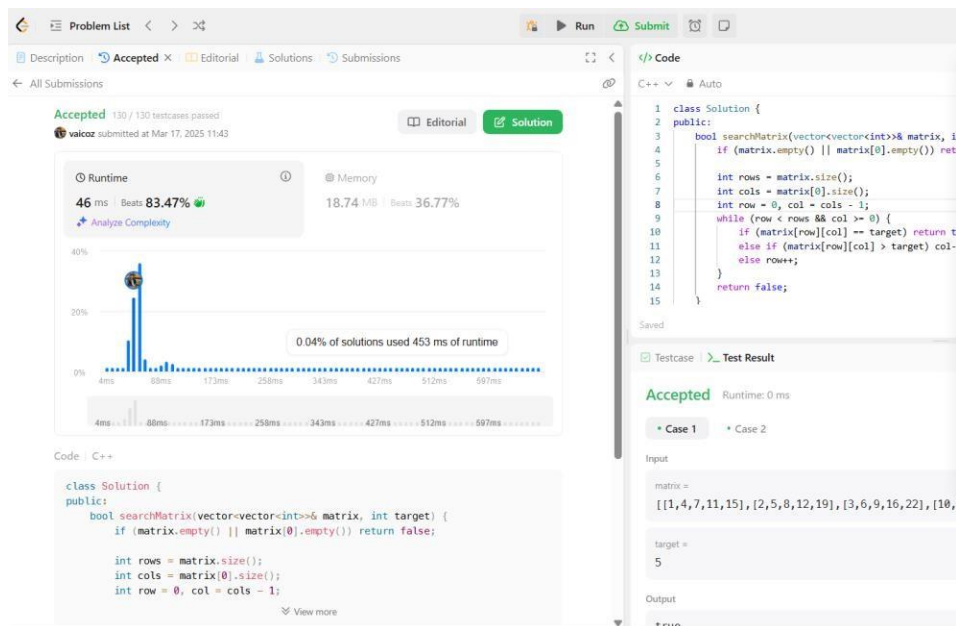 Problem List
Run
Submit
Description
Accepted
Editorial
Solutions
Submissions
All Submissions
Accepted 130 / 130 testcases passed
vaicoz submitted at Mar 17, 2025 11:43
Editorial
Solution
Runtime
46 ms Beats 83.47%
Analyze Complexity
Memory
18.74 MB Beats 36.77%
40%
20%
0%
0.04% of solutions used 453 ms of runtime
4ms 88ms 173ms 258ms 343ms 427ms 512ms 597ms
4ms 88ms 173ms 258ms 343ms 427ms 512ms 597ms
Code C++
class Solution {
public:
    bool searchMatrix(vector<vector<int>>& matrix, int target) {
        if (matrix.empty() || matrix[0].empty()) return false;

        int rows = matrix.size();
        int cols = matrix[0].size();
        int row = 0, col = cols - 1;
View more
</> Code
C++ Auto
1 class Solution {
2 public:
3     bool searchMatrix(vector<vector<int>>& matrix, i
4         if (matrix.empty() || matrix[0].empty()) ret
5
6         int rows = matrix.size();
7         int cols = matrix[0].size();
8         int row = 0, col = cols - 1;
9         while (row < rows && col >= 0) {
10             if (matrix[row][col] == target) return t
11             else if (matrix[row][col] > target) col-
12             else row++;
13         }
14         return false;
15     }
Saved
Testcase
>_ Test Result
Accepted Runtime: 0 ms
Case 1
Case 2
Input
matrix =
[[1,4,7,11,15],[2,5,8,12,19],[3,6,9,16,22],[10,
target =
5
Output
true